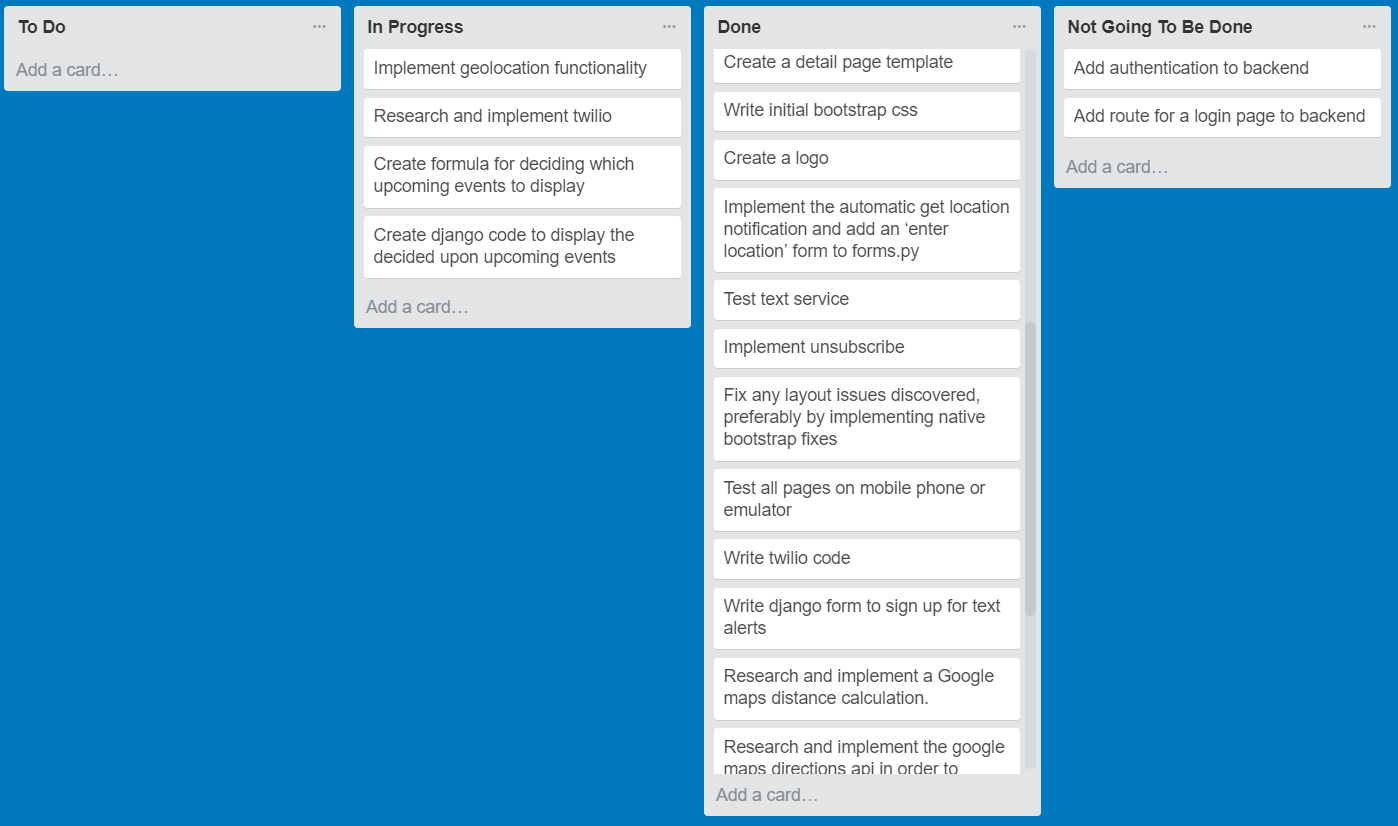 To Do
Add a card…
In Progress
Implement geolocation functionality
Research and implement twilio
Create formula for deciding which
upcoming events to display
Create django code to display the
decided upon upcoming events
Add a card…
Done
Create a detail page template
Write initial bootstrap css
Create a logo
Implement the automatic get location
notification and add an ‘enter
location’ form to forms.py
Test text service
Implement unsubscribe
Fix any layout issues discovered,
preferably by implementing native
bootstrap fixes
Test all pages on mobile phone or
emulator
Write twilio code
Write django form to sign up for text
alerts
Research and implement a Google
maps distance calculation.
Research and implement the google
maps directions api in order to
Add a card…
Not Going To Be Done
Add authentication to backend
Add route for a login page to backend
Add a card…